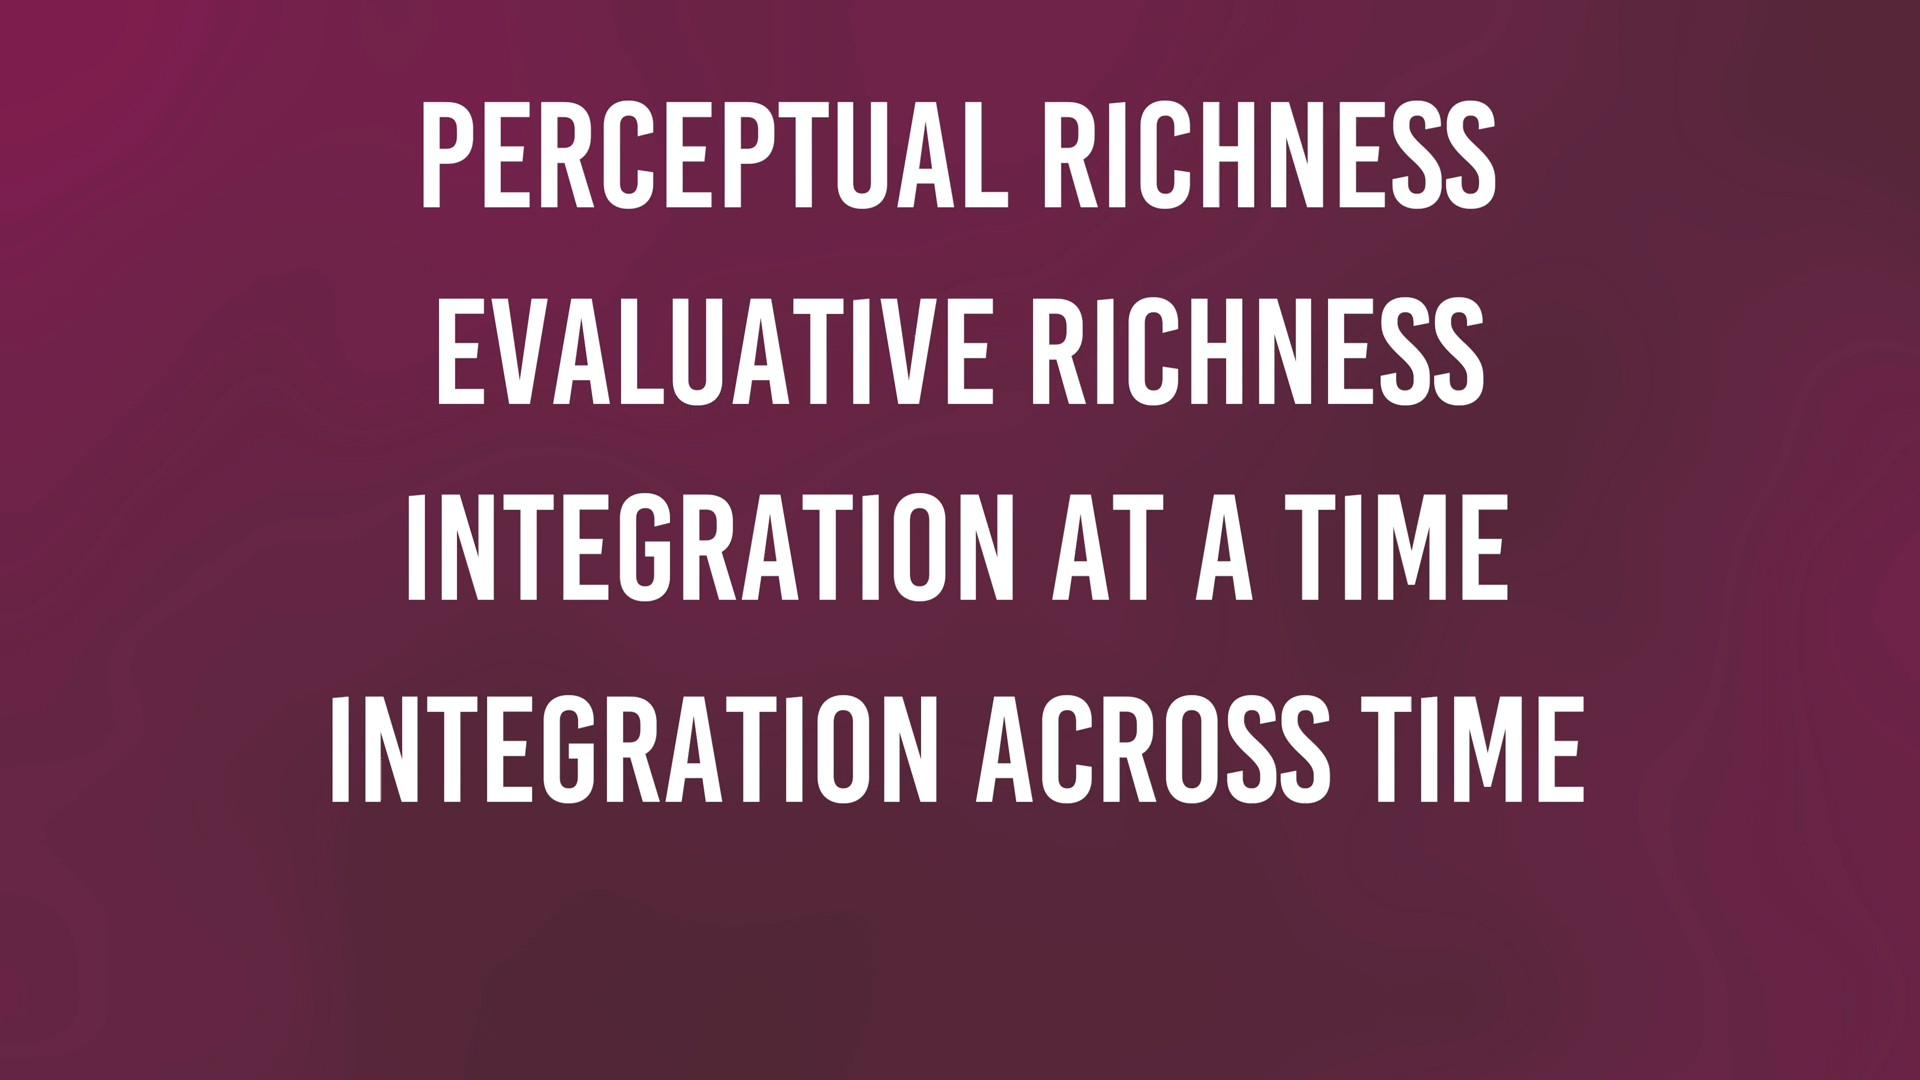 PERCEPTUAL RICHNESS
EVALUATIVE RICHNESS
INTEGRATION AT A TIME
INTEGRATION ACROSS TIME